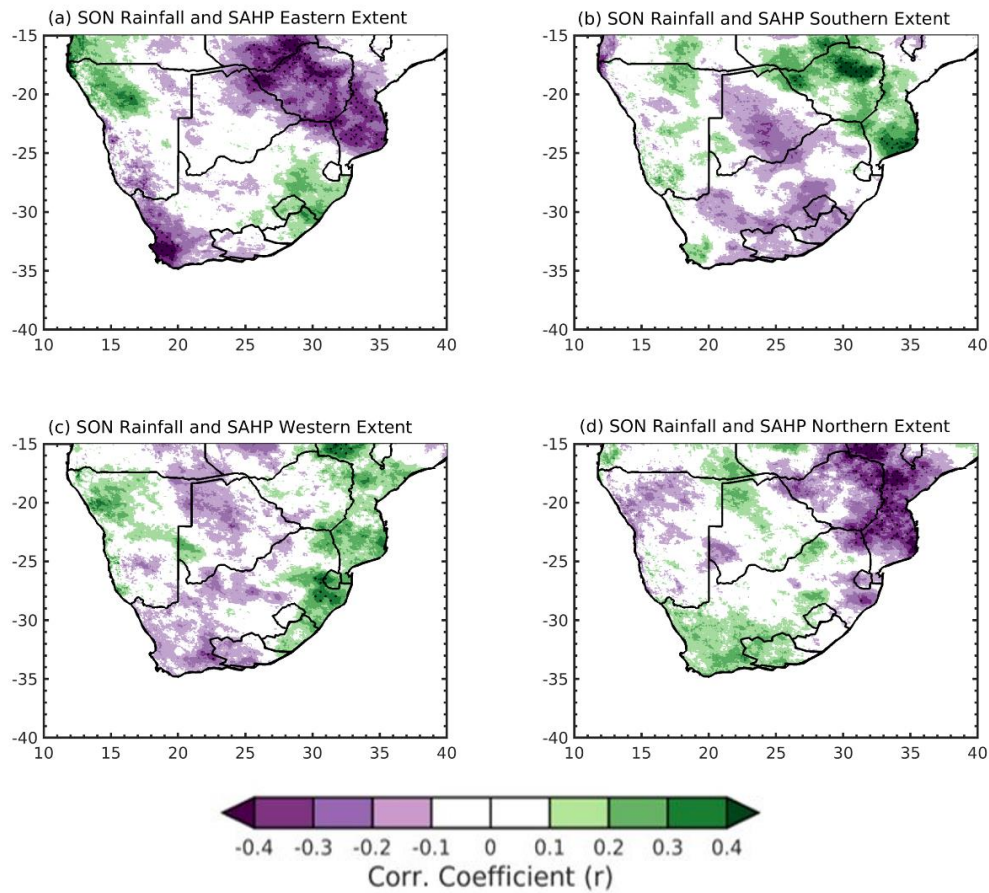 (a) SON Rainfall and SAHP Eastern Extent
-15
-20
-25
-30
-35
-40
10 15 20 25 30 35 40
(b) SON Rainfall and SAHP Southern Extent
-15
-20
-25
-30
-35
-40
10 15 20 25 30 35 40
(c) SON Rainfall and SAHP Western Extent
-15
-20
-25
-30
-35
-40
10 15 20 25 30 35 40
(d) SON Rainfall and SAHP Northern Extent
-15
-20
-25
-30
-35
-40
10 15 20 25 30 35 40
-0.4 -0.3 -0.2 -0.1 0 0.1 0.2 0.3 0.4
Corr. Coefficient (r)